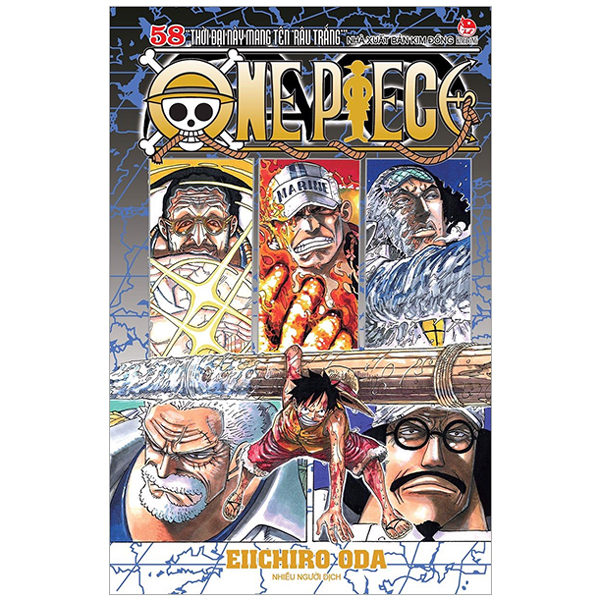 58 "THỜI ĐẠI NÀY MANG TÊN "RÂU TRẮNG"" NHÀ XUẤT BẢN KIM ĐỒNG
ONE PIECE
MARINE
EIICHIRO ODA
NHIỀU NGƯỜI DỊCH